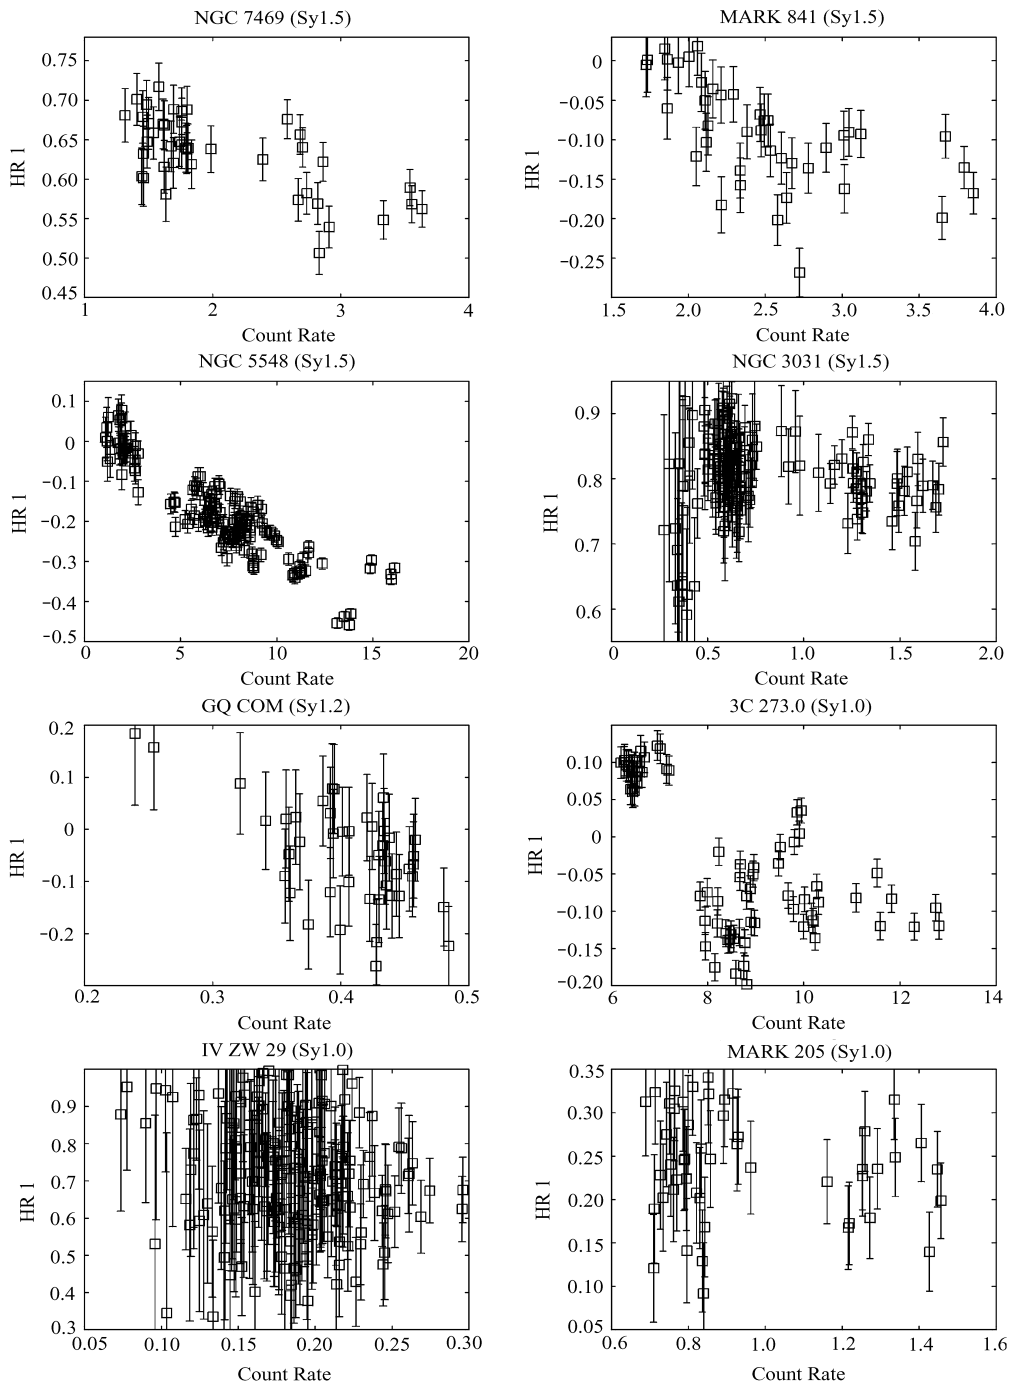 NGC 7469 (Sy1.5)
HR 1
0.75
0.70
0.65
0.60
0.55
0.50
0.45
1 2 3 4
Count Rate
MARK 841 (Sy1.5)
HR 1
0
−0.05
−0.10
−0.15
−0.20
−0.25
1.5 2.0 2.5 3.0 3.5 4.0
Count Rate
NGC 5548 (Sy1.5)
HR 1
0.1
0
−0.1
−0.2
−0.3
−0.4
−0.5
0 5 10 15 20
Count Rate
NGC 3031 (Sy1.5)
HR 1
0.9
0.8
0.7
0.6
0 0.5 1.0 1.5 2.0
Count Rate
GQ COM (Sy1.2)
HR 1
0.2
0.1
0
−0.1
−0.2
0.2 0.3 0.4 0.5
Count Rate
3C 273.0 (Sy1.0)
HR 1
0.10
0.05
0
−0.05
−0.10
−0.15
−0.20
6 8 10 12 14
Count Rate
IV ZW 29 (Sy1.0)
HR 1
0.9
0.8
0.7
0.6
0.5
0.4
0.3
0.05 0.10 0.15 0.20 0.25 0.30
Count Rate
MARK 205 (Sy1.0)
HR 1
0.35
0.30
0.25
0.20
0.15
0.10
0.05
0.6 0.8 1.0 1.2 1.4 1.6
Count Rate